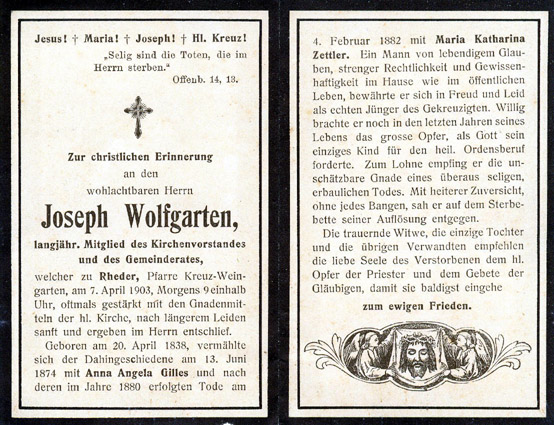 Jesus! † Maria! † Joseph! † Hl. Kreuz!
„Selig sind die Toten, die im
Herrn sterben.“
Offenb. 14, 13.
Zur christlichen Erinnerung
an den
wohlachtbaren Herrn
Joseph Wolfgarten,
langjähr. Mitglied des Kirchenvorstandes
und des Gemeinderates,
welcher zu Rheder, Pfarre Kreuz-Wein-
garten, am 7. April 1903, Morgens 9 einhalb
Uhr, oftmals gestärkt mit den Gnadenmit-
teln der hl. Kirche, nach längerem Leiden
sanft und ergeben im Herrn entschlief.
Geboren am 20. April 1838, vermählte
sich der Dahingeschiedene am 13. Juni
1874 mit Anna Angela Gilles und nach
deren im Jahre 1880 erfolgten Tode am
4. Februar 1882 mit Maria Katharina
Zettler. Ein Mann von lebendigem Glau-
ben, strenger Rechtlichkeit und Gewissen-
haftigkeit im Hause wie im öffentlichen
Leben, bewährte er sich in Freud und Leid
als echten Jünger des Gekreuzigten. Willig
brachte er noch in den letzten Jahren seines
Lebens das grosse Opfer, als Gott sein
einziges Kind für den heil. Ordensberuf
forderte. Zum Lohne empfing er die un-
schätzbare Gnade eines überaus seligen,
erbaulichen Todes. Mit heiterer Zuversicht,
ohne jedes Bangen, sah er auf dem Sterbe-
bette seiner Auflösung entgegen.
Die trauernde Witwe, die einzige Tochter
und die übrigen Verwandten empfehlen
die liebe Seele des Verstorbenen dem hl.
Opfer der Priester und dem Gebete der
Gläubigen, damit sie baldigst eingehe
zum ewigen Frieden.